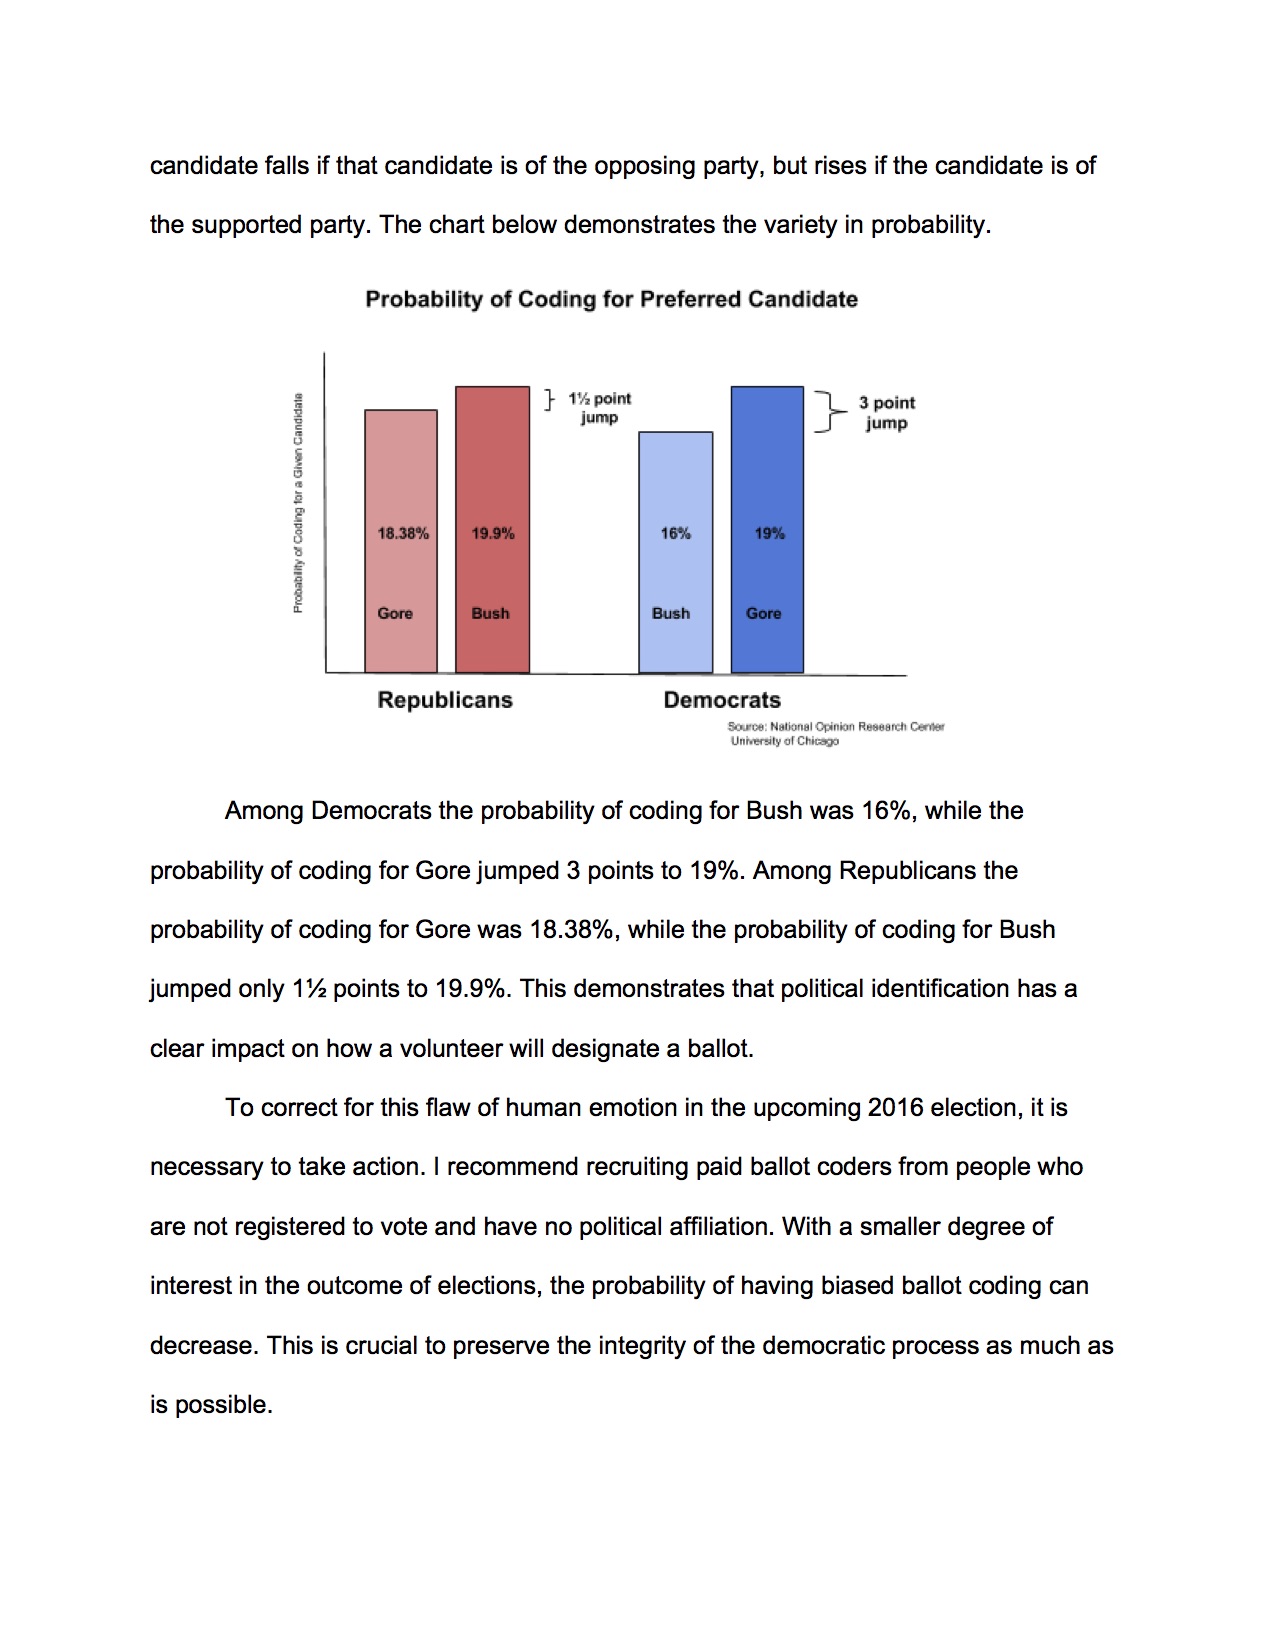 candidate falls if that candidate is of the opposing party, but rises if the candidate is of
the supported party. The chart below demonstrates the variety in probability.
Probability of Coding for Preferred Candidate
Probability of Coding for a Given Candidate
1½ point
jump
3 point
jump
18.38% 19.9% 16% 19%
Gore Bush Bush Gore
Republicans Democrats
Source: National Opinion Research Center
University of Chicago
Among Democrats the probability of coding for Bush was 16%, while the
probability of coding for Gore jumped 3 points to 19%. Among Republicans the
probability of coding for Gore was 18.38%, while the probability of coding for Bush
jumped only 1½ points to 19.9%. This demonstrates that political identification has a
clear impact on how a volunteer will designate a ballot.
To correct for this flaw of human emotion in the upcoming 2016 election, it is
necessary to take action. I recommend recruiting paid ballot coders from people who
are not registered to vote and have no political affiliation. With a smaller degree of
interest in the outcome of elections, the probability of having biased ballot coding can
decrease. This is crucial to preserve the integrity of the democratic process as much as
is possible.